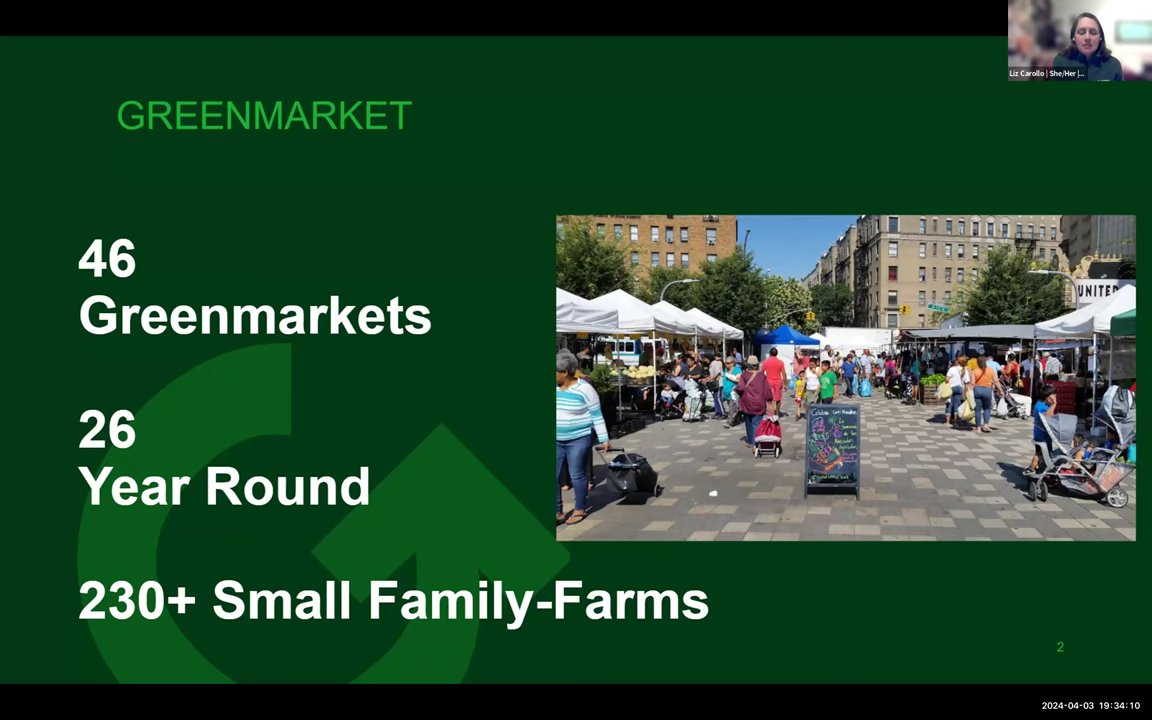 Liz Carollo | She/Her |...
GREENMARKET
46
Greenmarkets
26
Year Round
230+ Small Family-Farms
UNITED
2
2024-04-03 19:34:10